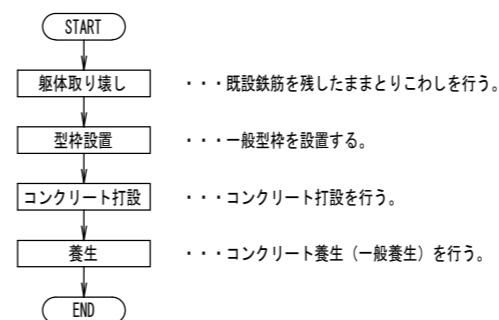 START
躯体取り壊し ・・・既設鉄筋を残したままとりこわしを行う。
型枠設置 ・・・一般型枠を設置する。
コンクリート打設 ・・・コンクリート打設を行う。
養生 ・・・コンクリート養生（一般養生）を行う。
END